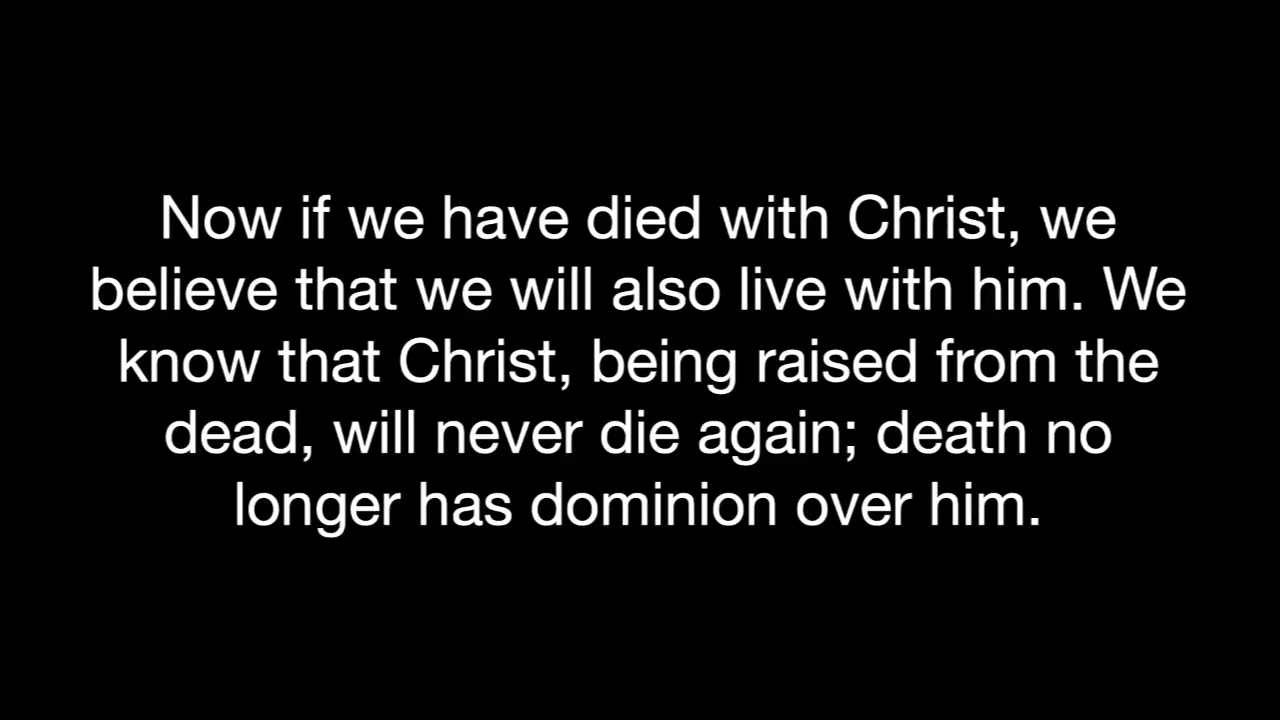 Now if we have died with Christ, we
believe that we will also live with him. We
know that Christ, being raised from the
dead, will never die again; death no
longer has dominion over him.